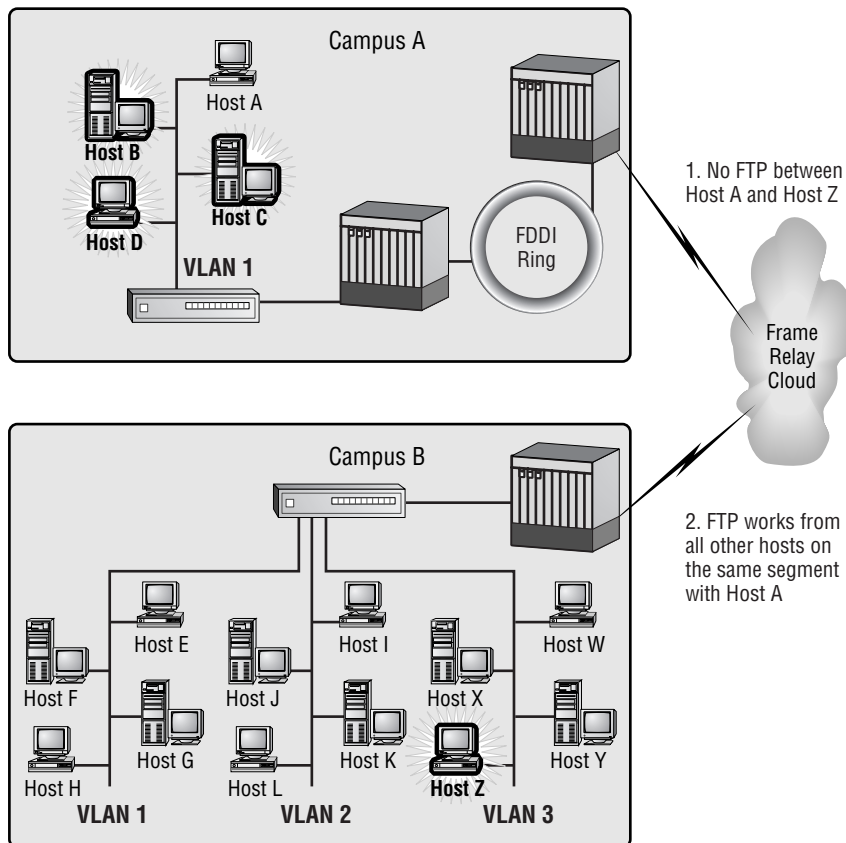 Campus A
Host A
Host B
Host C
Host D
VLAN 1
FDDI
Ring
1. No FTP between
Host A and Host Z
Frame
Relay
Cloud
Campus B
2. FTP works from
all other hosts on
the same segment
with Host A
Host E
Host I
Host W
Host F
Host J
Host X
Host G
Host K
Host Y
Host H
Host L
Host Z
VLAN 1
VLAN 2
VLAN 3